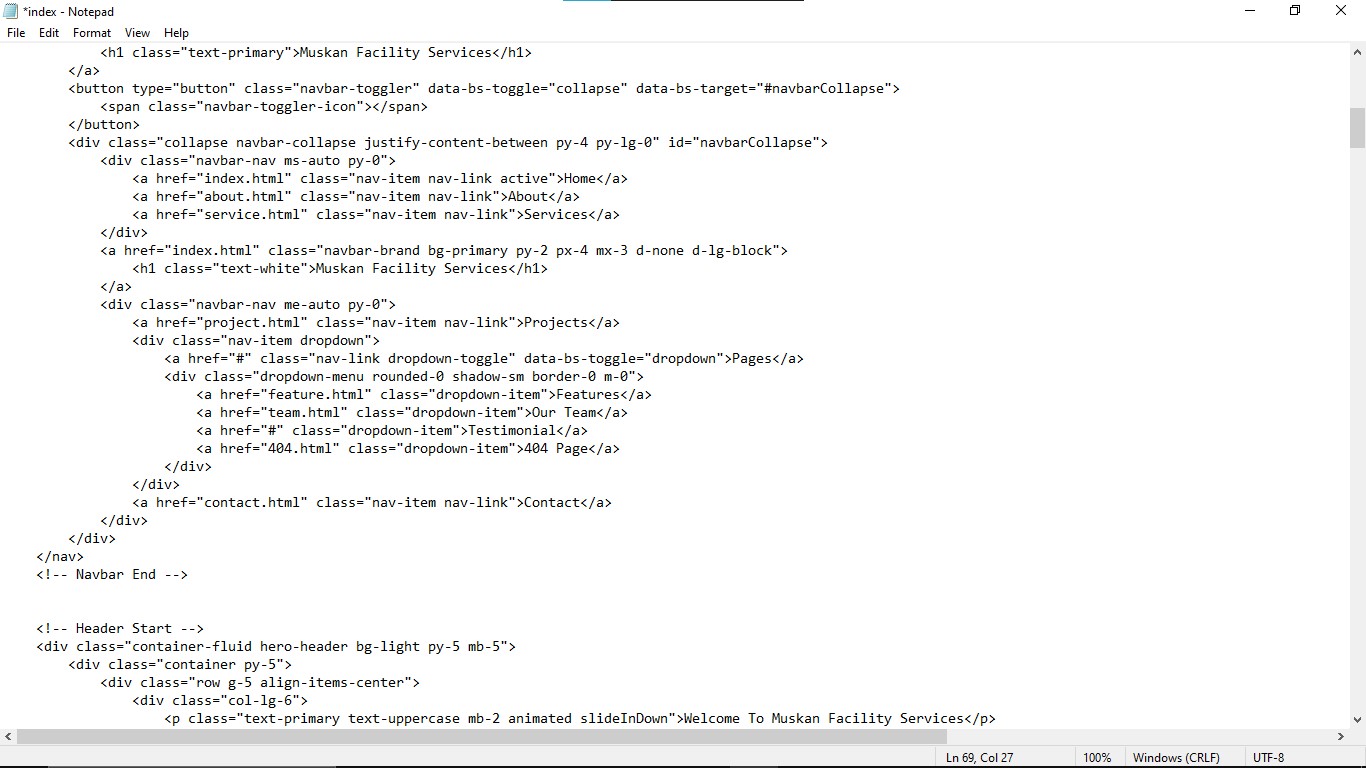 *index - Notepad
File Edit Format View Help
<h1 class="text-primary">Muskan Facility Services</h1>
</a>
<button type="button" class="navbar-toggler" data-bs-toggle="collapse" data-bs-target="#navbarCollapse">
<span class="navbar-toggler-icon"></span>
</button>
<div class="collapse navbar-collapse justify-content-between py-4 py-lg-0" id="navbarCollapse">
<div class="navbar-nav ms-auto py-0">
<a href="index.html" class="nav-item nav-link active">Home</a>
<a href="about.html" class="nav-item nav-link">About</a>
<a href="service.html" class="nav-item nav-link">Services</a>
</div>
<a href="index.html" class="navbar-brand bg-primary py-2 px-4 mx-3 d-none d-lg-block">
<h1 class="text-white">Muskan Facility Services</h1>
</a>
<div class="navbar-nav me-auto py-0">
<a href="project.html" class="nav-item nav-link">Projects</a>
<div class="nav-item dropdown">
<a href="#" class="nav-link dropdown-toggle" data-bs-toggle="dropdown">Pages</a>
<div class="dropdown-menu rounded-0 shadow-sm border-0 m-0">
<a href="feature.html" class="dropdown-item">Features</a>
<a href="team.html" class="dropdown-item">Our Team</a>
<a href="#" class="dropdown-item">Testimonial</a>
<a href="404.html" class="dropdown-item">404 Page</a>
</div>
</div>
<a href="contact.html" class="nav-item nav-link">Contact</a>
</div>
</div>
</nav>
<!-- Navbar End -->
<!-- Header Start -->
<div class="container-fluid hero-header bg-light py-5 mb-5">
<div class="container py-5">
<div class="row g-5 align-items-center">
<div class="col-lg-6">
<p class="text-primary text-uppercase mb-2 animated slideInDown">Welcome To Muskan Facility Services</p>
Ln 69, Col 27 100% Windows (CRLF) UTF-8